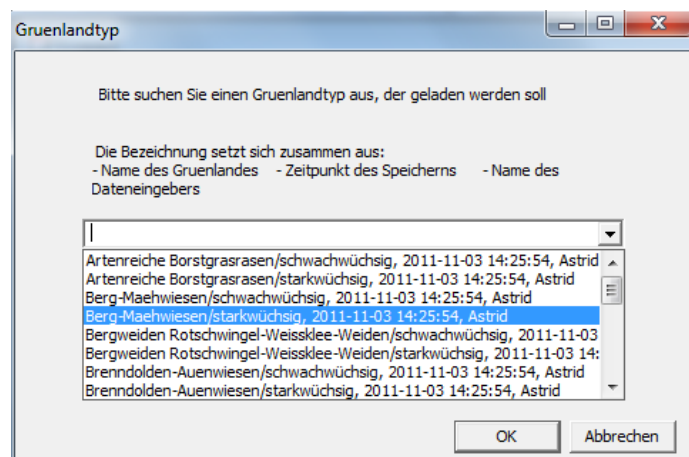 Gruenlandtyp
Bitte suchen Sie einen Gruenlandtyp aus, der geladen werden soll
Die Bezeichnung setzt sich zusammen aus:
- Name des Gruenlandes - Zeitpunkt des Speicherns - Name des
Dateneingebers
Artenreiche Borstgrasrasen/schwachwüchsig, 2011-11-03 14:25:54, Astrid
Artenreiche Borstgrasrasen/starkwüchsig, 2011-11-03 14:25:54, Astrid
Berg-Maehwiesen/schwachwüchsig, 2011-11-03 14:25:54, Astrid
Berg-Maehwiesen/starkwüchsig, 2011-11-03 14:25:54, Astrid
Bergweiden Rotschwingel-Weissklee-Weiden/schwachwüchsig, 2011-11-03
Bergweiden Rotschwingel-Weissklee-Weiden/starkwüchsig, 2011-11-03 14:
Brenndolden-Auenwiesen/schwachwüchsig, 2011-11-03 14:25:54, Astrid
Brenndolden-Auenwiesen/starkwüchsig, 2011-11-03 14:25:54, Astrid
OK Abbrechen